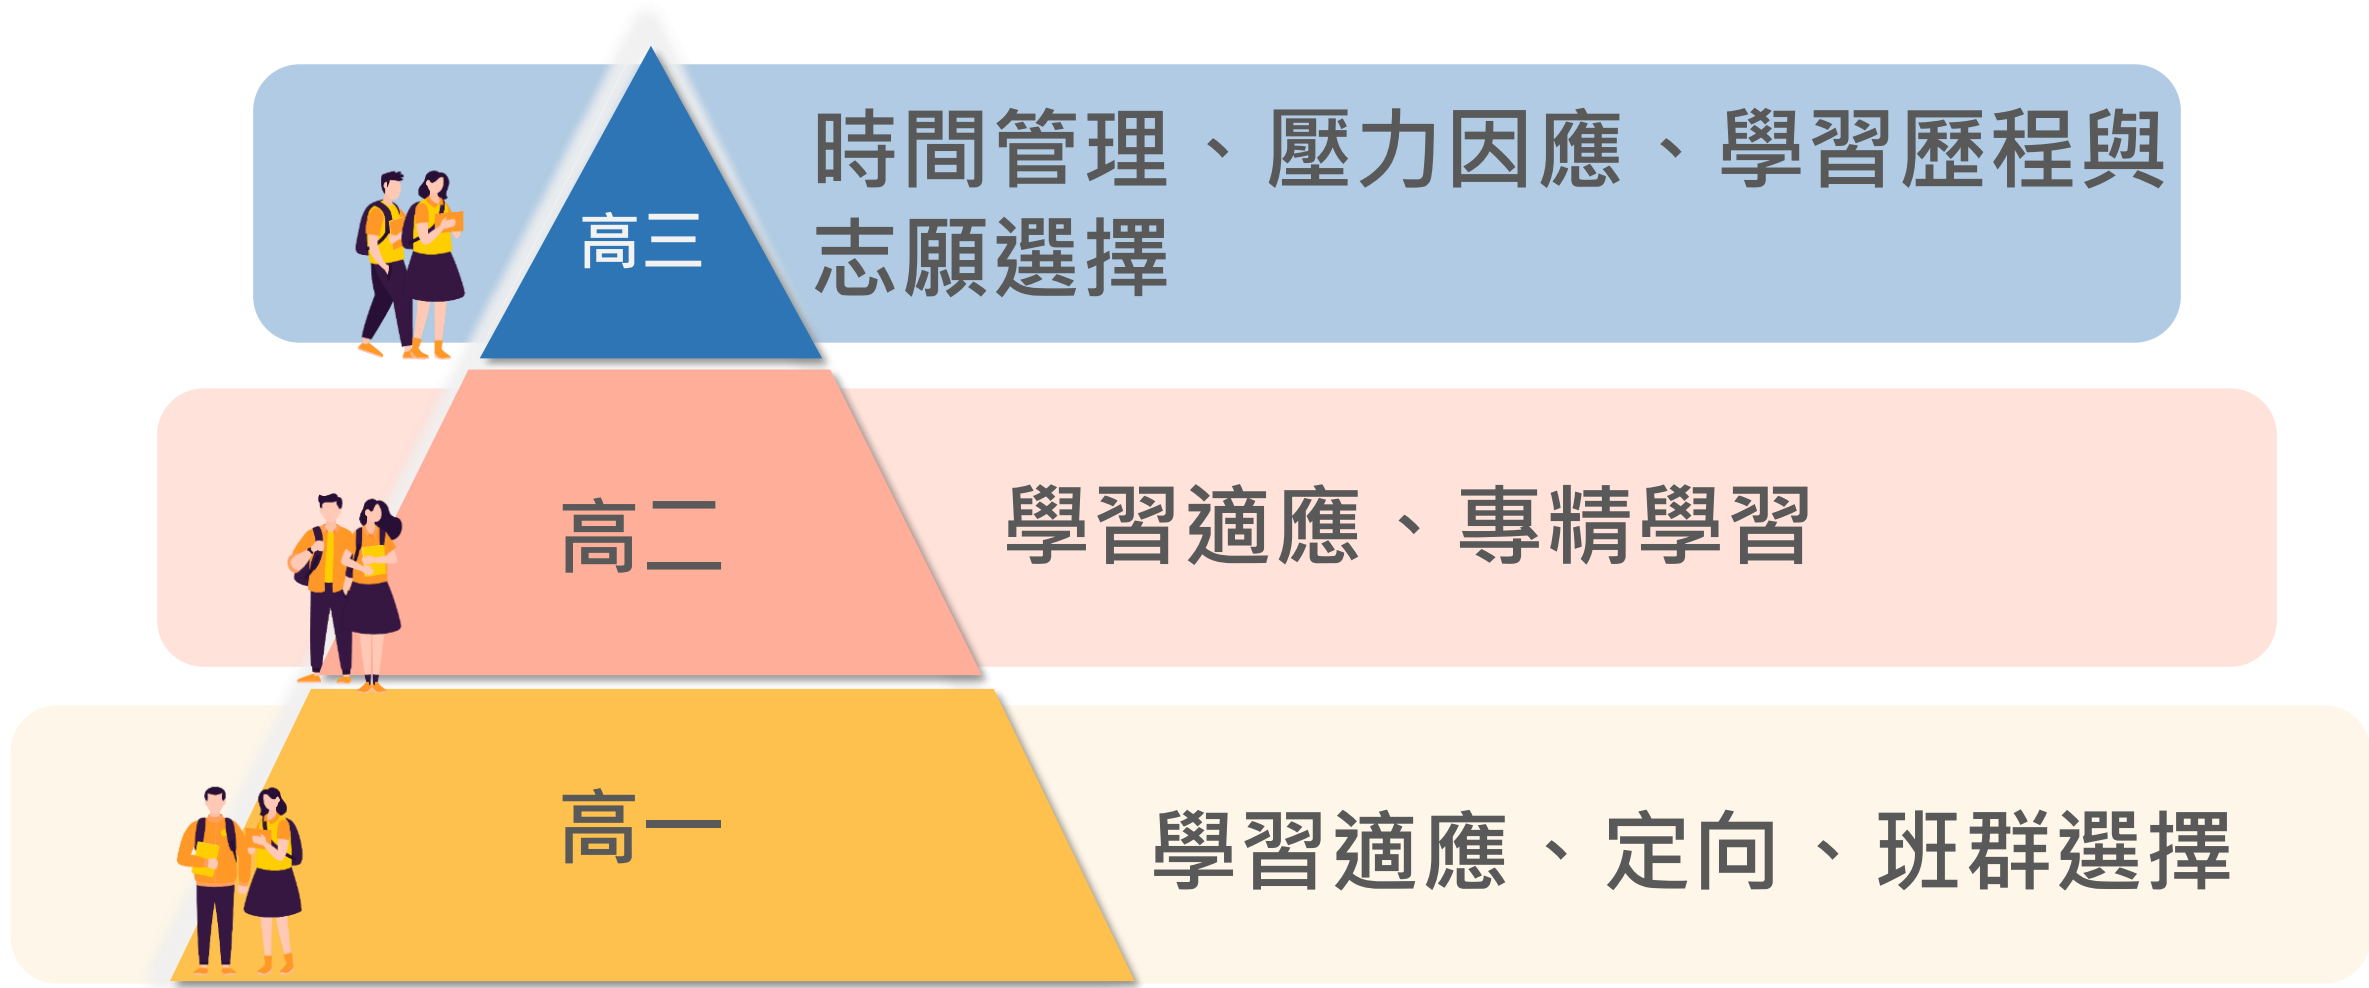 高三
時間管理、壓力因應、學習歷程與
志願選擇
高二
學習適應、專精學習
高一
學習適應、定向、班群選擇